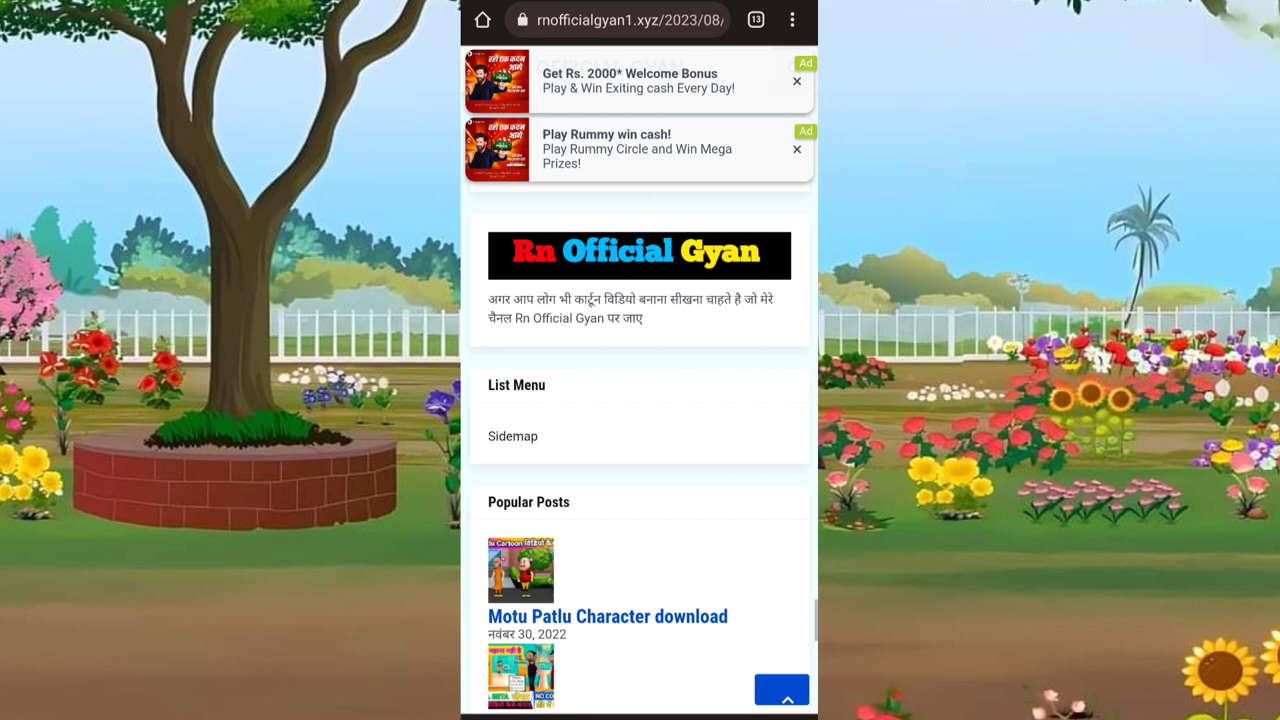 rnofficialgyan1.xyz/2023/08/
13
Ad
Get Rs. 2000* Welcome Bonus
Play & Win Exiting cash Every Day!
Ad
Play Rummy win cash!
Play Rummy Circle and Win Mega
Prizes!
Rn Official Gyan
अगर आप लोग भी कार्टून विडियो बनाना सीखना चाहते है जो मेरे
चैनल Rn Official Gyan पर जाए
List Menu
Sidemap
Popular Posts
Motu Patlu Character download
नवंबर 30, 2022